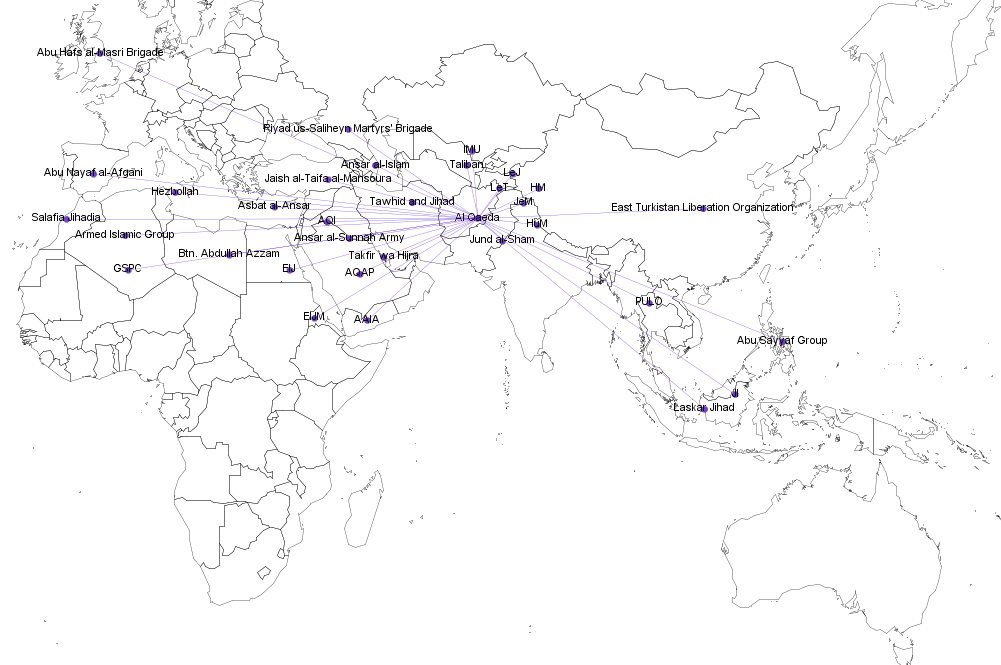 Abu Hafs al-Masri Brigade
Riyad us-Saliheyn Martyrs' Brigade
IMU
Ansar al-Islam
Taliban
Abu Nayaf al-Afgani
LeJ
Jaish al-Taifa al-Mansoura
LeT
HM
Hezbollah
Tawhid and Jihad
JeM
Asbat al-Ansar
East Turkistan Liberation Organization
Salafia Jihadia
AQI
Al Qaeda
HuM
Armed Islamic Group
Ansar al-Sunnah Army
Jund al-Sham
Btn. Abdullah Azzam
Takfir wa Hijra
GSPC
EIJ
AQAP
PULO
EIJM
AAIA
Abu Sayyaf Group
JI
Laskar Jihad